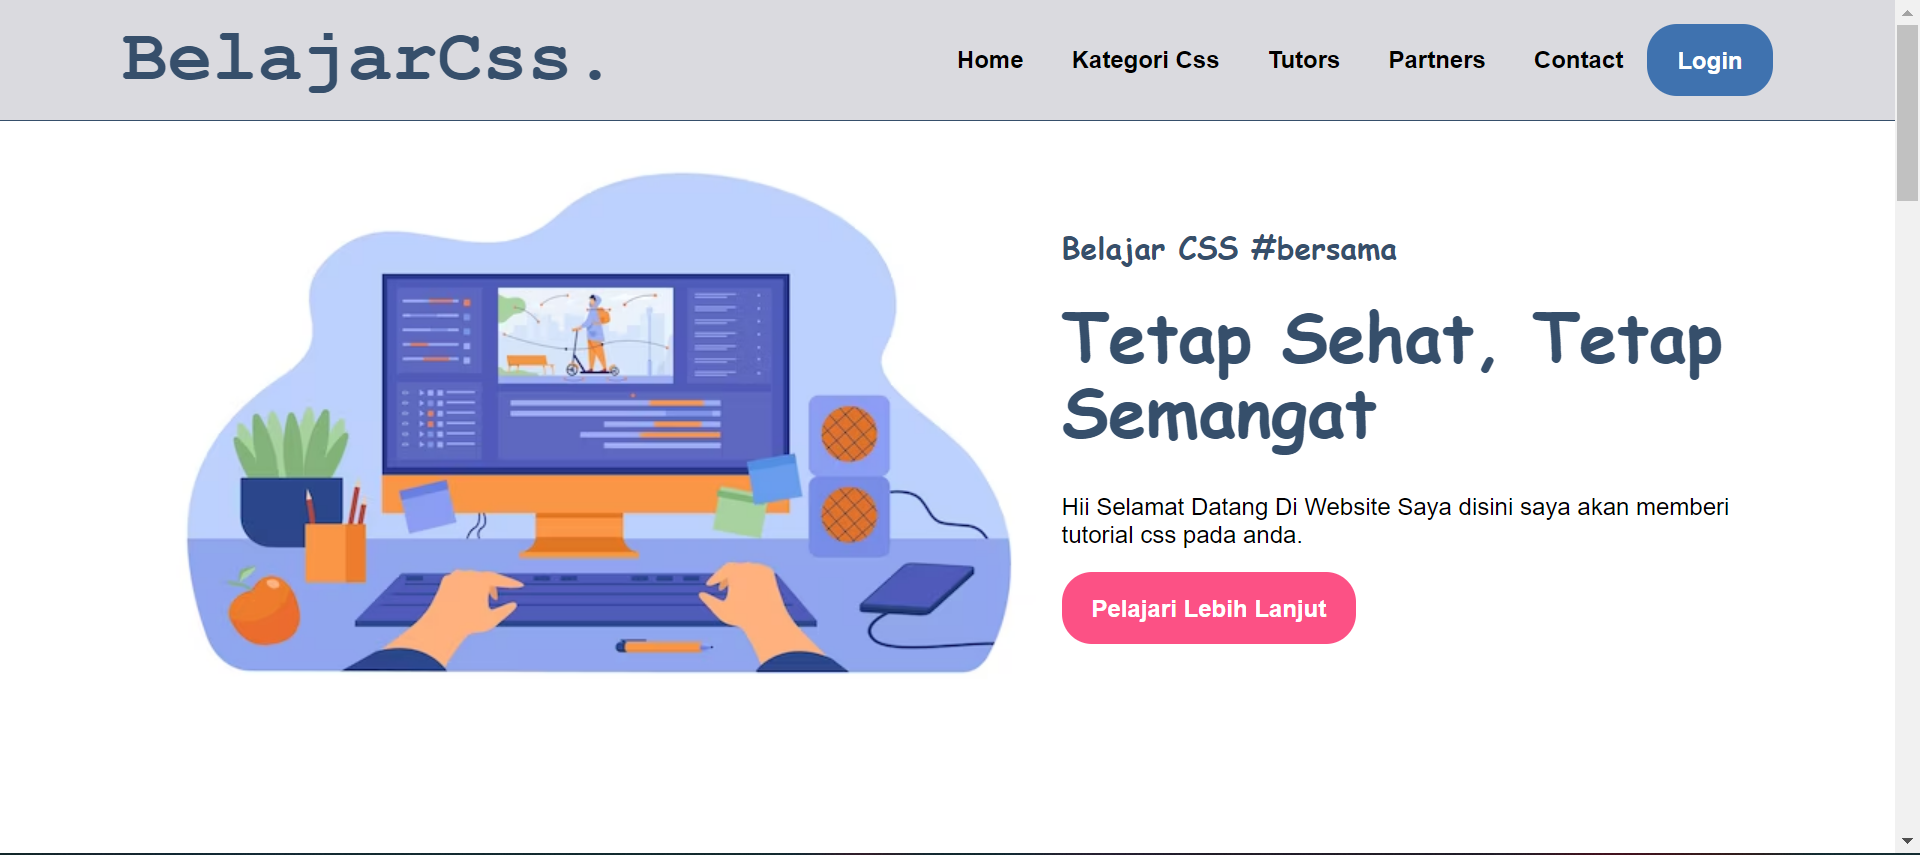 BelajarCss.
Home Kategori Css Tutors Partners Contact Login
Belajar CSS #bersama
Tetap Sehat, Tetap
Semangat
Hii Selamat Datang Di Website Saya disini saya akan memberi
tutorial css pada anda.
Pelajari Lebih Lanjut